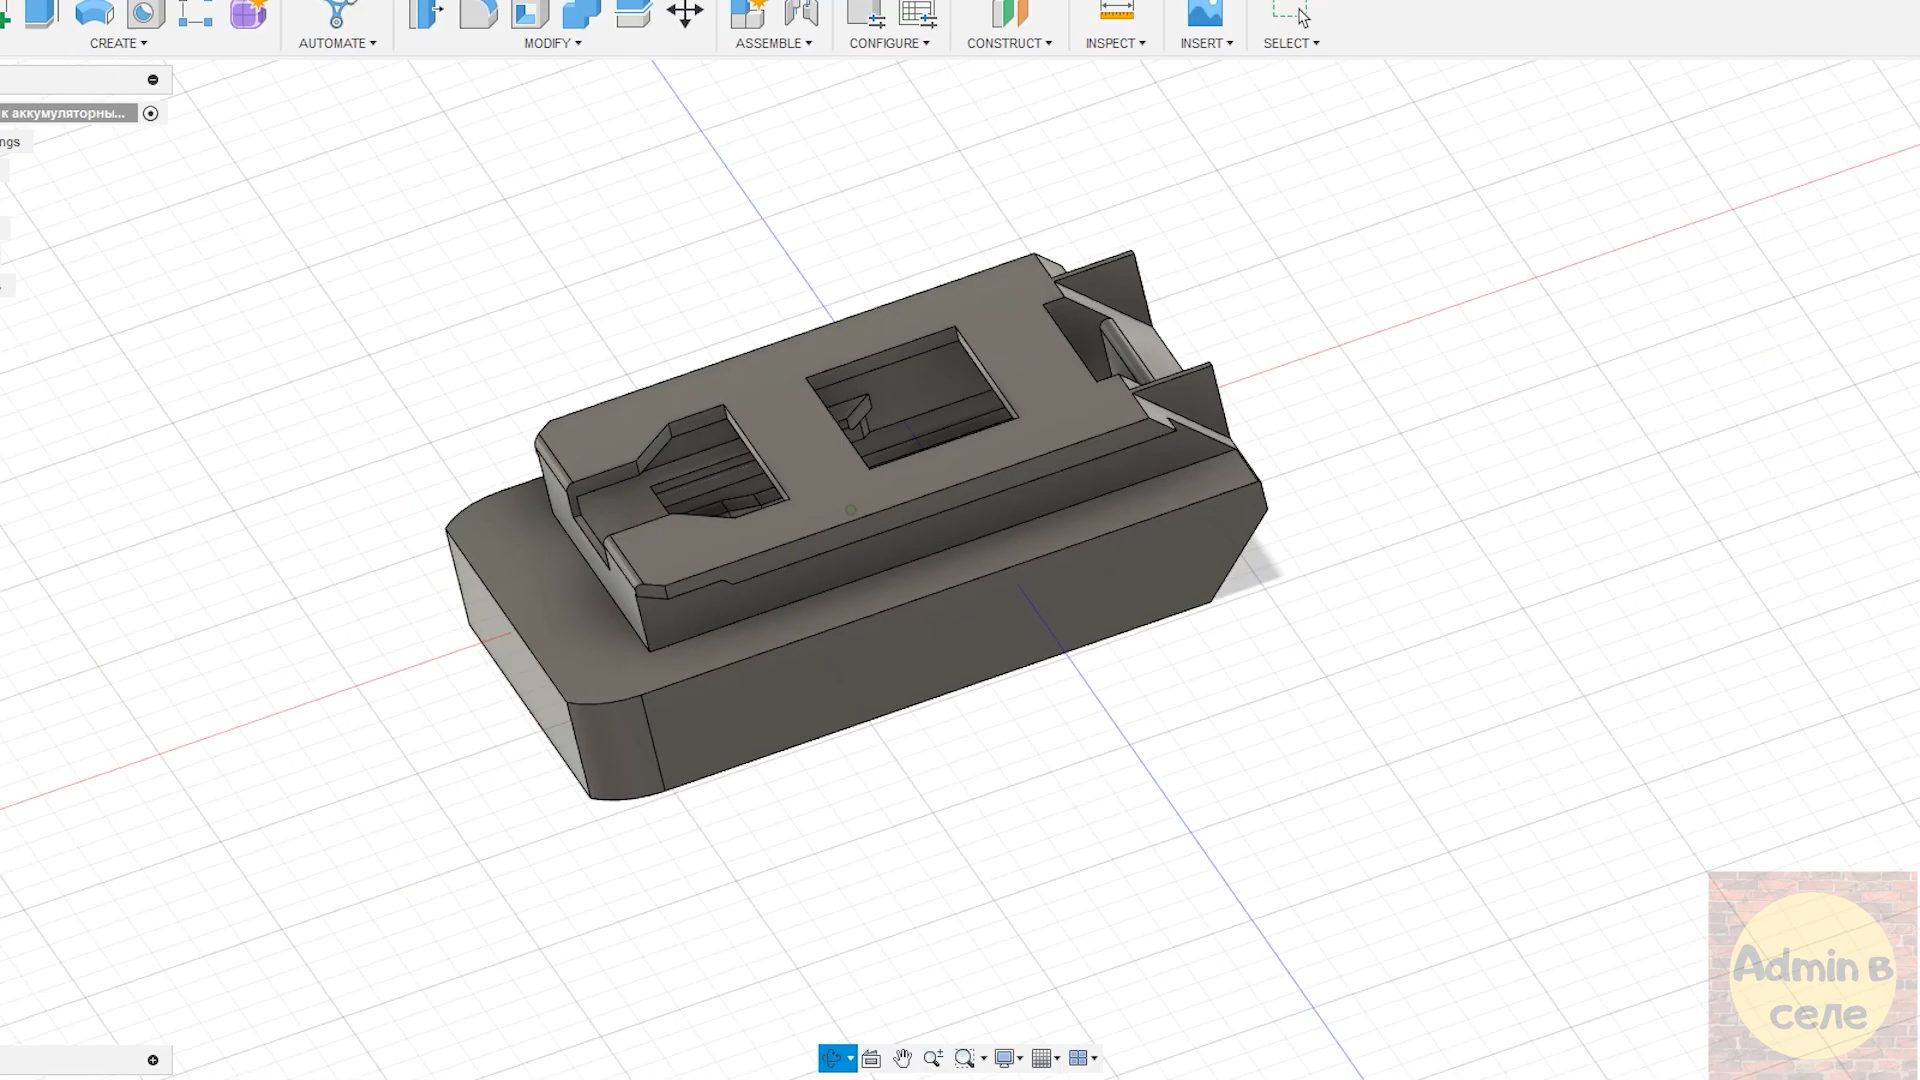 CREATE
AUTOMATE
MODIFY
ASSEMBLE
CONFIGURE
CONSTRUCT
INSPECT
INSERT
SELECT
к аккумуляторны...
ngs
Admin в
селе